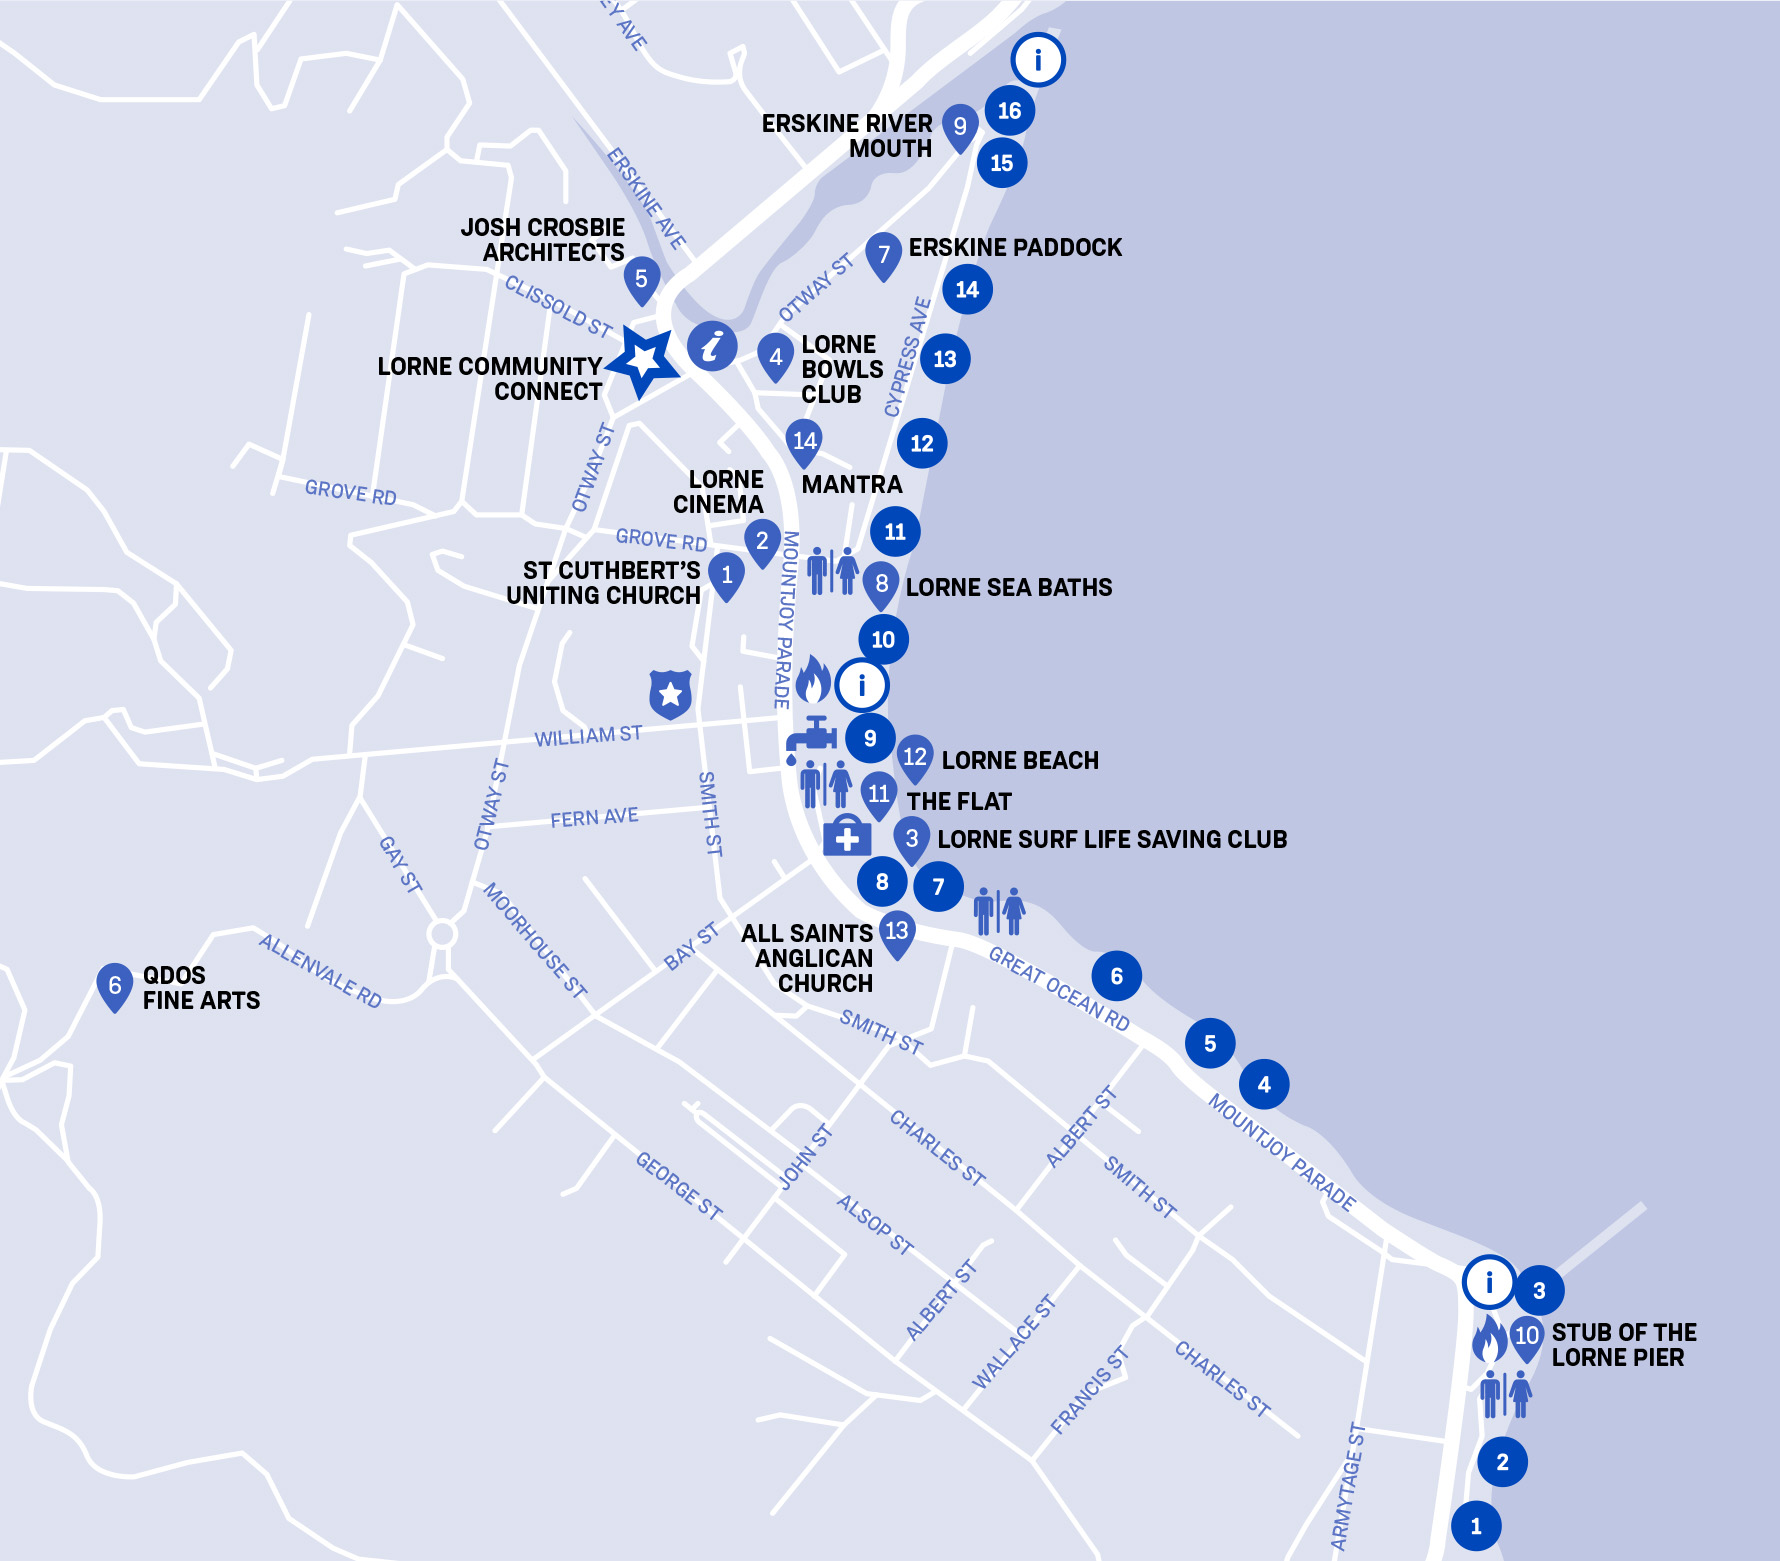 EY AVE
i
16
ERSKINE RIVER
MOUTH
9
15
ERSKINE AVE
JOSH CROSBIE
ARCHITECTS
5
7
ERSKINE PADDOCK
OTWAY ST
14
CLISSOLD ST
CYPRESS AVE
LORNE COMMUNITY
CONNECT
i
4
LORNE
BOWLS
CLUB
13
14
MANTRA
12
OTWAY ST
GROVE RD
LORNE
CINEMA
2
GROVE RD
11
MOUNTJOY PARADE
ST CUTHBERT'S
UNITING CHURCH
1
8
LORNE SEA BATHS
10
i
WILLIAM ST
9
12
LORNE BEACH
11
THE FLAT
OTWAY ST
SMITH ST
FERN AVE
3
LORNE SURF LIFE SAVING CLUB
GAY ST
8
7
MOORHOUSE ST
BAY ST
ALL SAINTS
ANGLICAN
CHURCH
13
ALLENVALE RD
6
QDOS
FINE ARTS
GREAT OCEAN RD
6
SMITH ST
5
4
MOUNTJOY PARADE
ALBERT ST
CHARLES ST
JOHN ST
SMITH ST
GEORGE ST
ALSOP ST
ALBERT ST
WALLACE ST
i
3
10
STUB OF THE
LORNE PIER
FRANCIS ST
CHARLES ST
ARMYTAGE ST
2
1